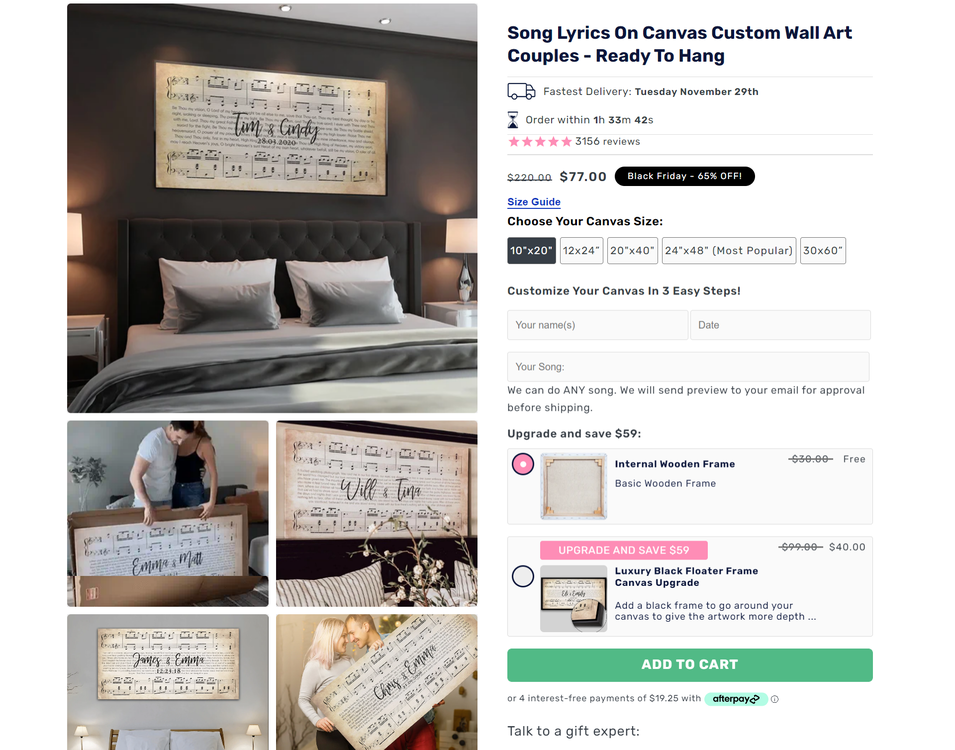 Song Lyrics On Canvas Custom Wall Art
Couples - Ready To Hang
Fastest Delivery: Tuesday November 29th
Order within 1h 33m 42s
3156 reviews
$220.00 $77.00 Black Friday - 65% OFF!
Size Guide
Choose Your Canvas Size:
10"x20" 12x24" 20"x40" 24"x48" (Most Popular) 30x60"
Customize Your Canvas In 3 Easy Steps!
Your name(s) Date
Your Song:
We can do ANY song. We will send preview to your email for approval
before shipping.
Upgrade and save $59:
Internal Wooden Frame $30.00 Free
Basic Wooden Frame
UPGRADE AND SAVE $59 $99.00 $40.00
Luxury Black Floater Frame
Canvas Upgrade
Add a black frame to go around your
canvas to give the artwork more depth ...
ADD TO CART
or 4 interest-free payments of $19.25 with afterpay
Talk to a gift expert:
Tim & Cindy
28.04.2020
Emma & Matt
Will & Tina
James & Emma
12.24.18
Chris & Emma